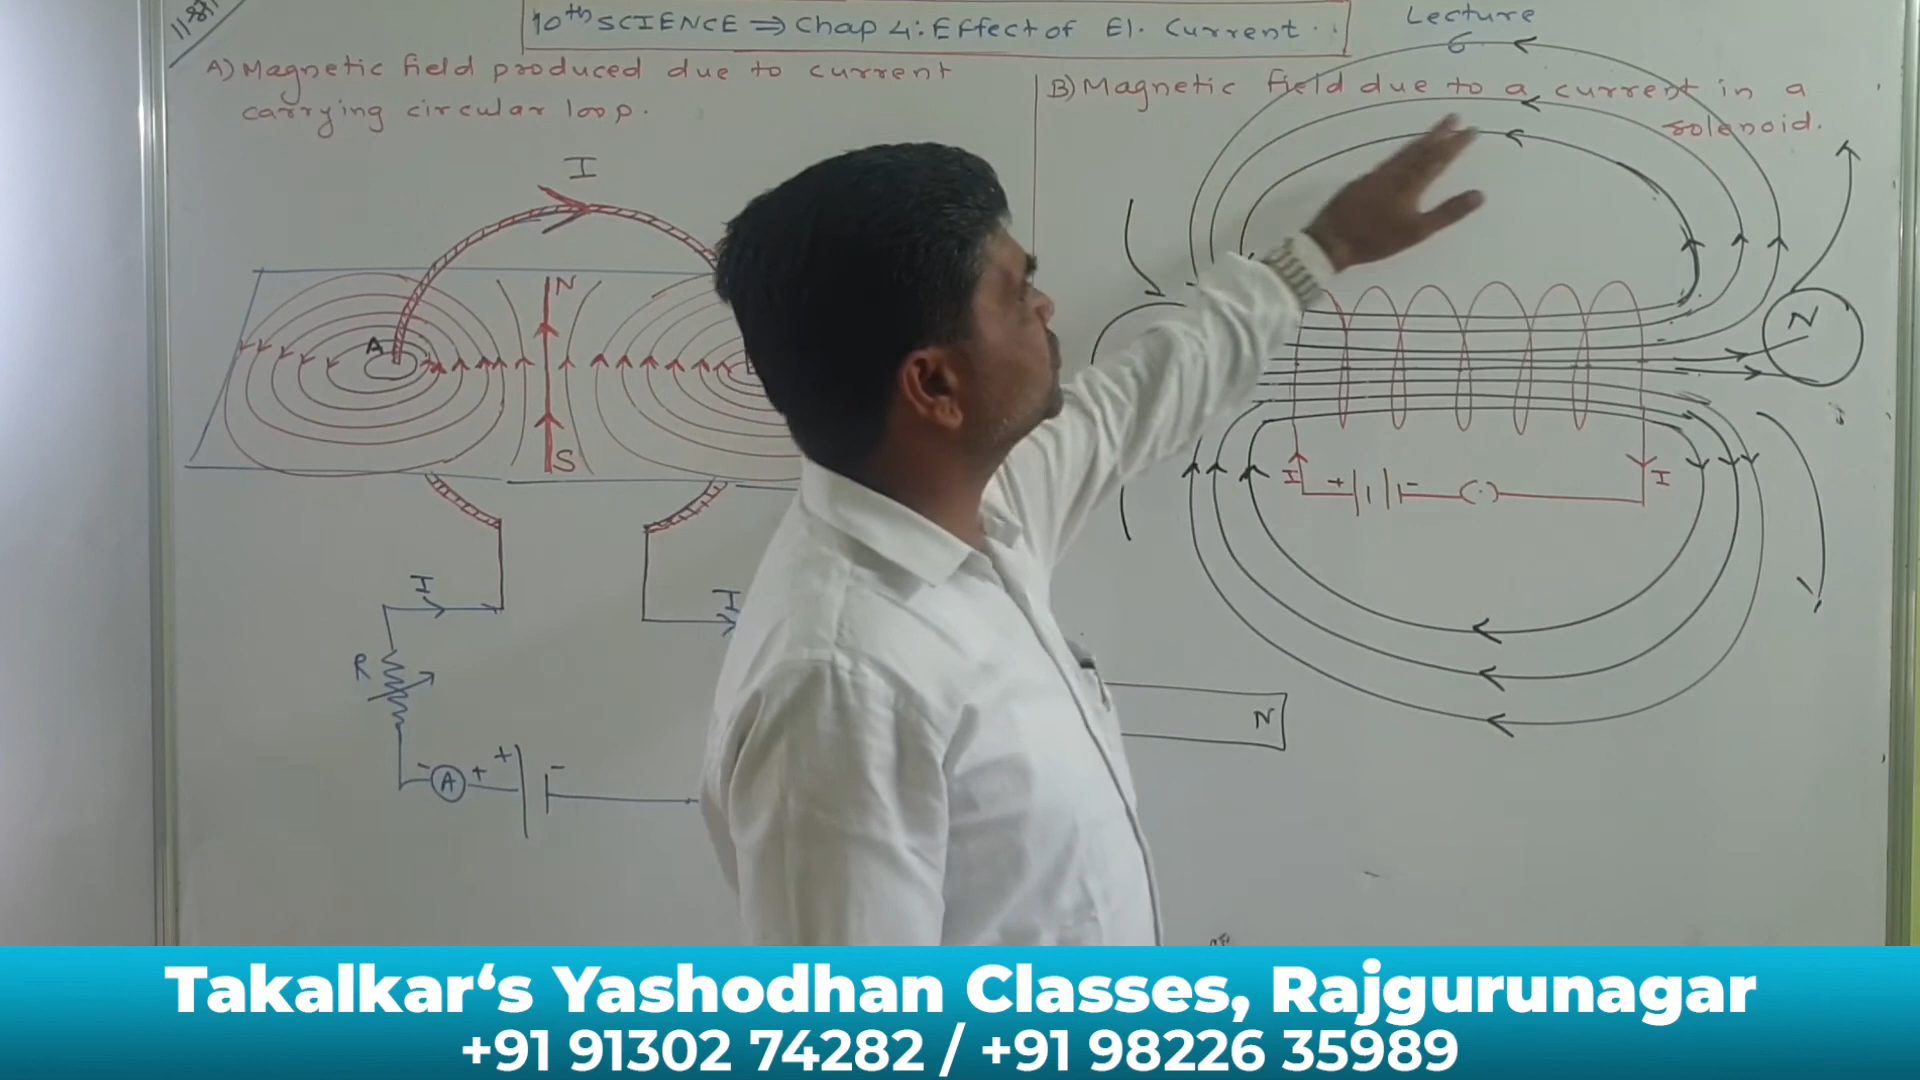 ॥श्री॥
10th SCIENCE ⇒ Chap 4: Effect of El. Current..
Lecture
6
A) Magnetic field produced due to current
carrying circular loop.
B) Magnetic field due to a current in a
solenoid.
I
N
A
S
I
I
R
- A + + -
N
I + - I
N
Takalkar‘s Yashodhan Classes, Rajgurunagar
+91 91302 74282 / +91 98226 35989